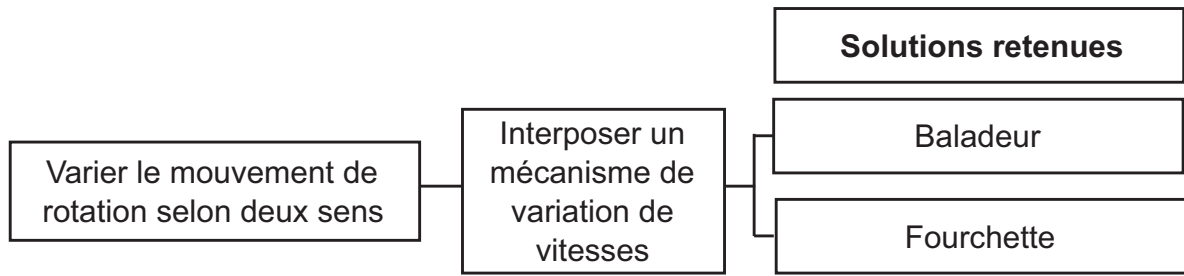 Solutions retenues
Varier le mouvement de
rotation selon deux sens
Interposer un
mécanisme de
variation de
vitesses
Baladeur
Fourchette